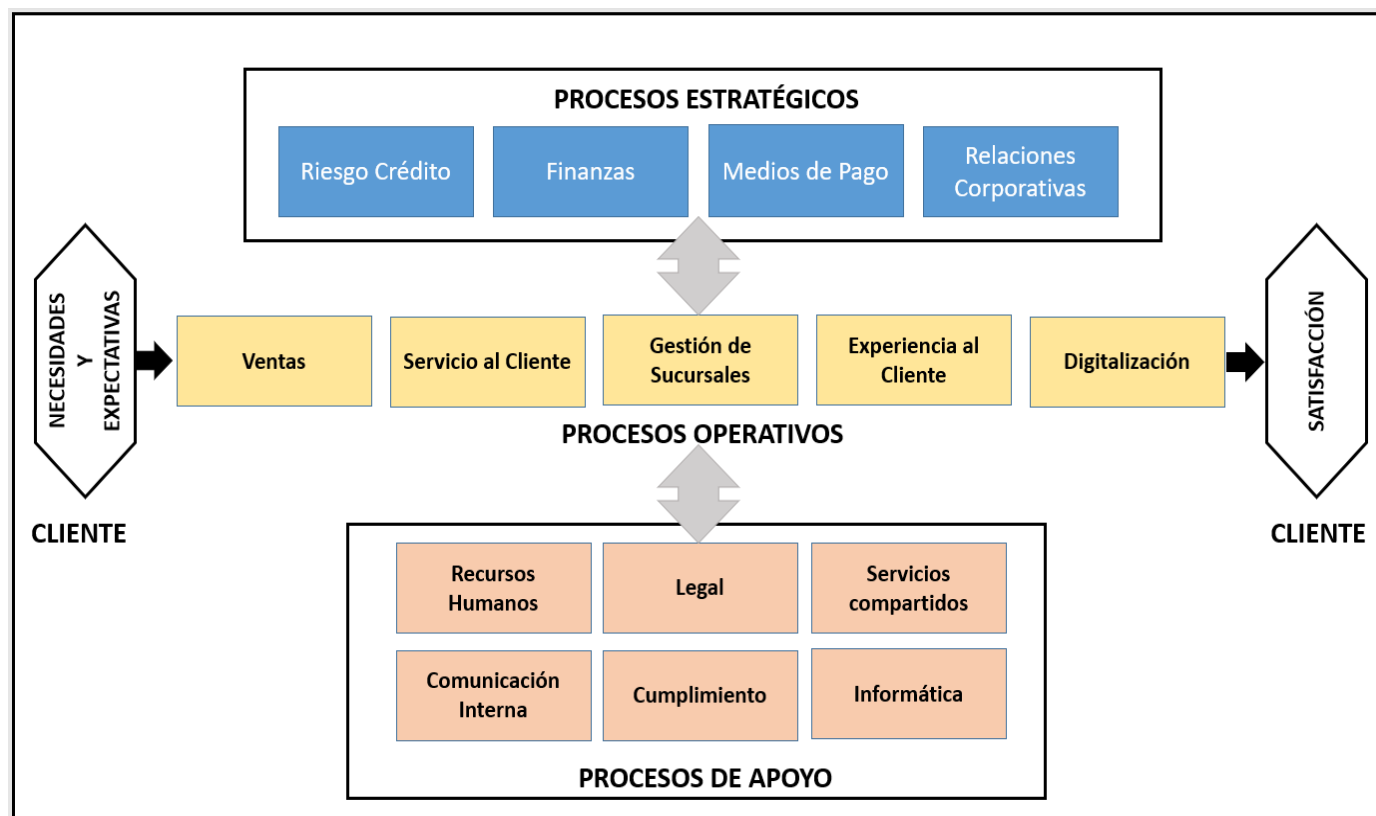 PROCESOS ESTRATÉGICOS
Riesgo Crédito
Finanzas
Medios de Pago
Relaciones
Corporativas
NECESIDADES
Y
EXPECTATIVAS
CLIENTE
Ventas
Servicio al Cliente
Gestión de
Sucursales
Experiencia al
Cliente
Digitalización
SATISFACCIÓN
CLIENTE
PROCESOS OPERATIVOS
Recursos
Humanos
Legal
Servicios
compartidos
Comunicación
Interna
Cumplimiento
Informática
PROCESOS DE APOYO